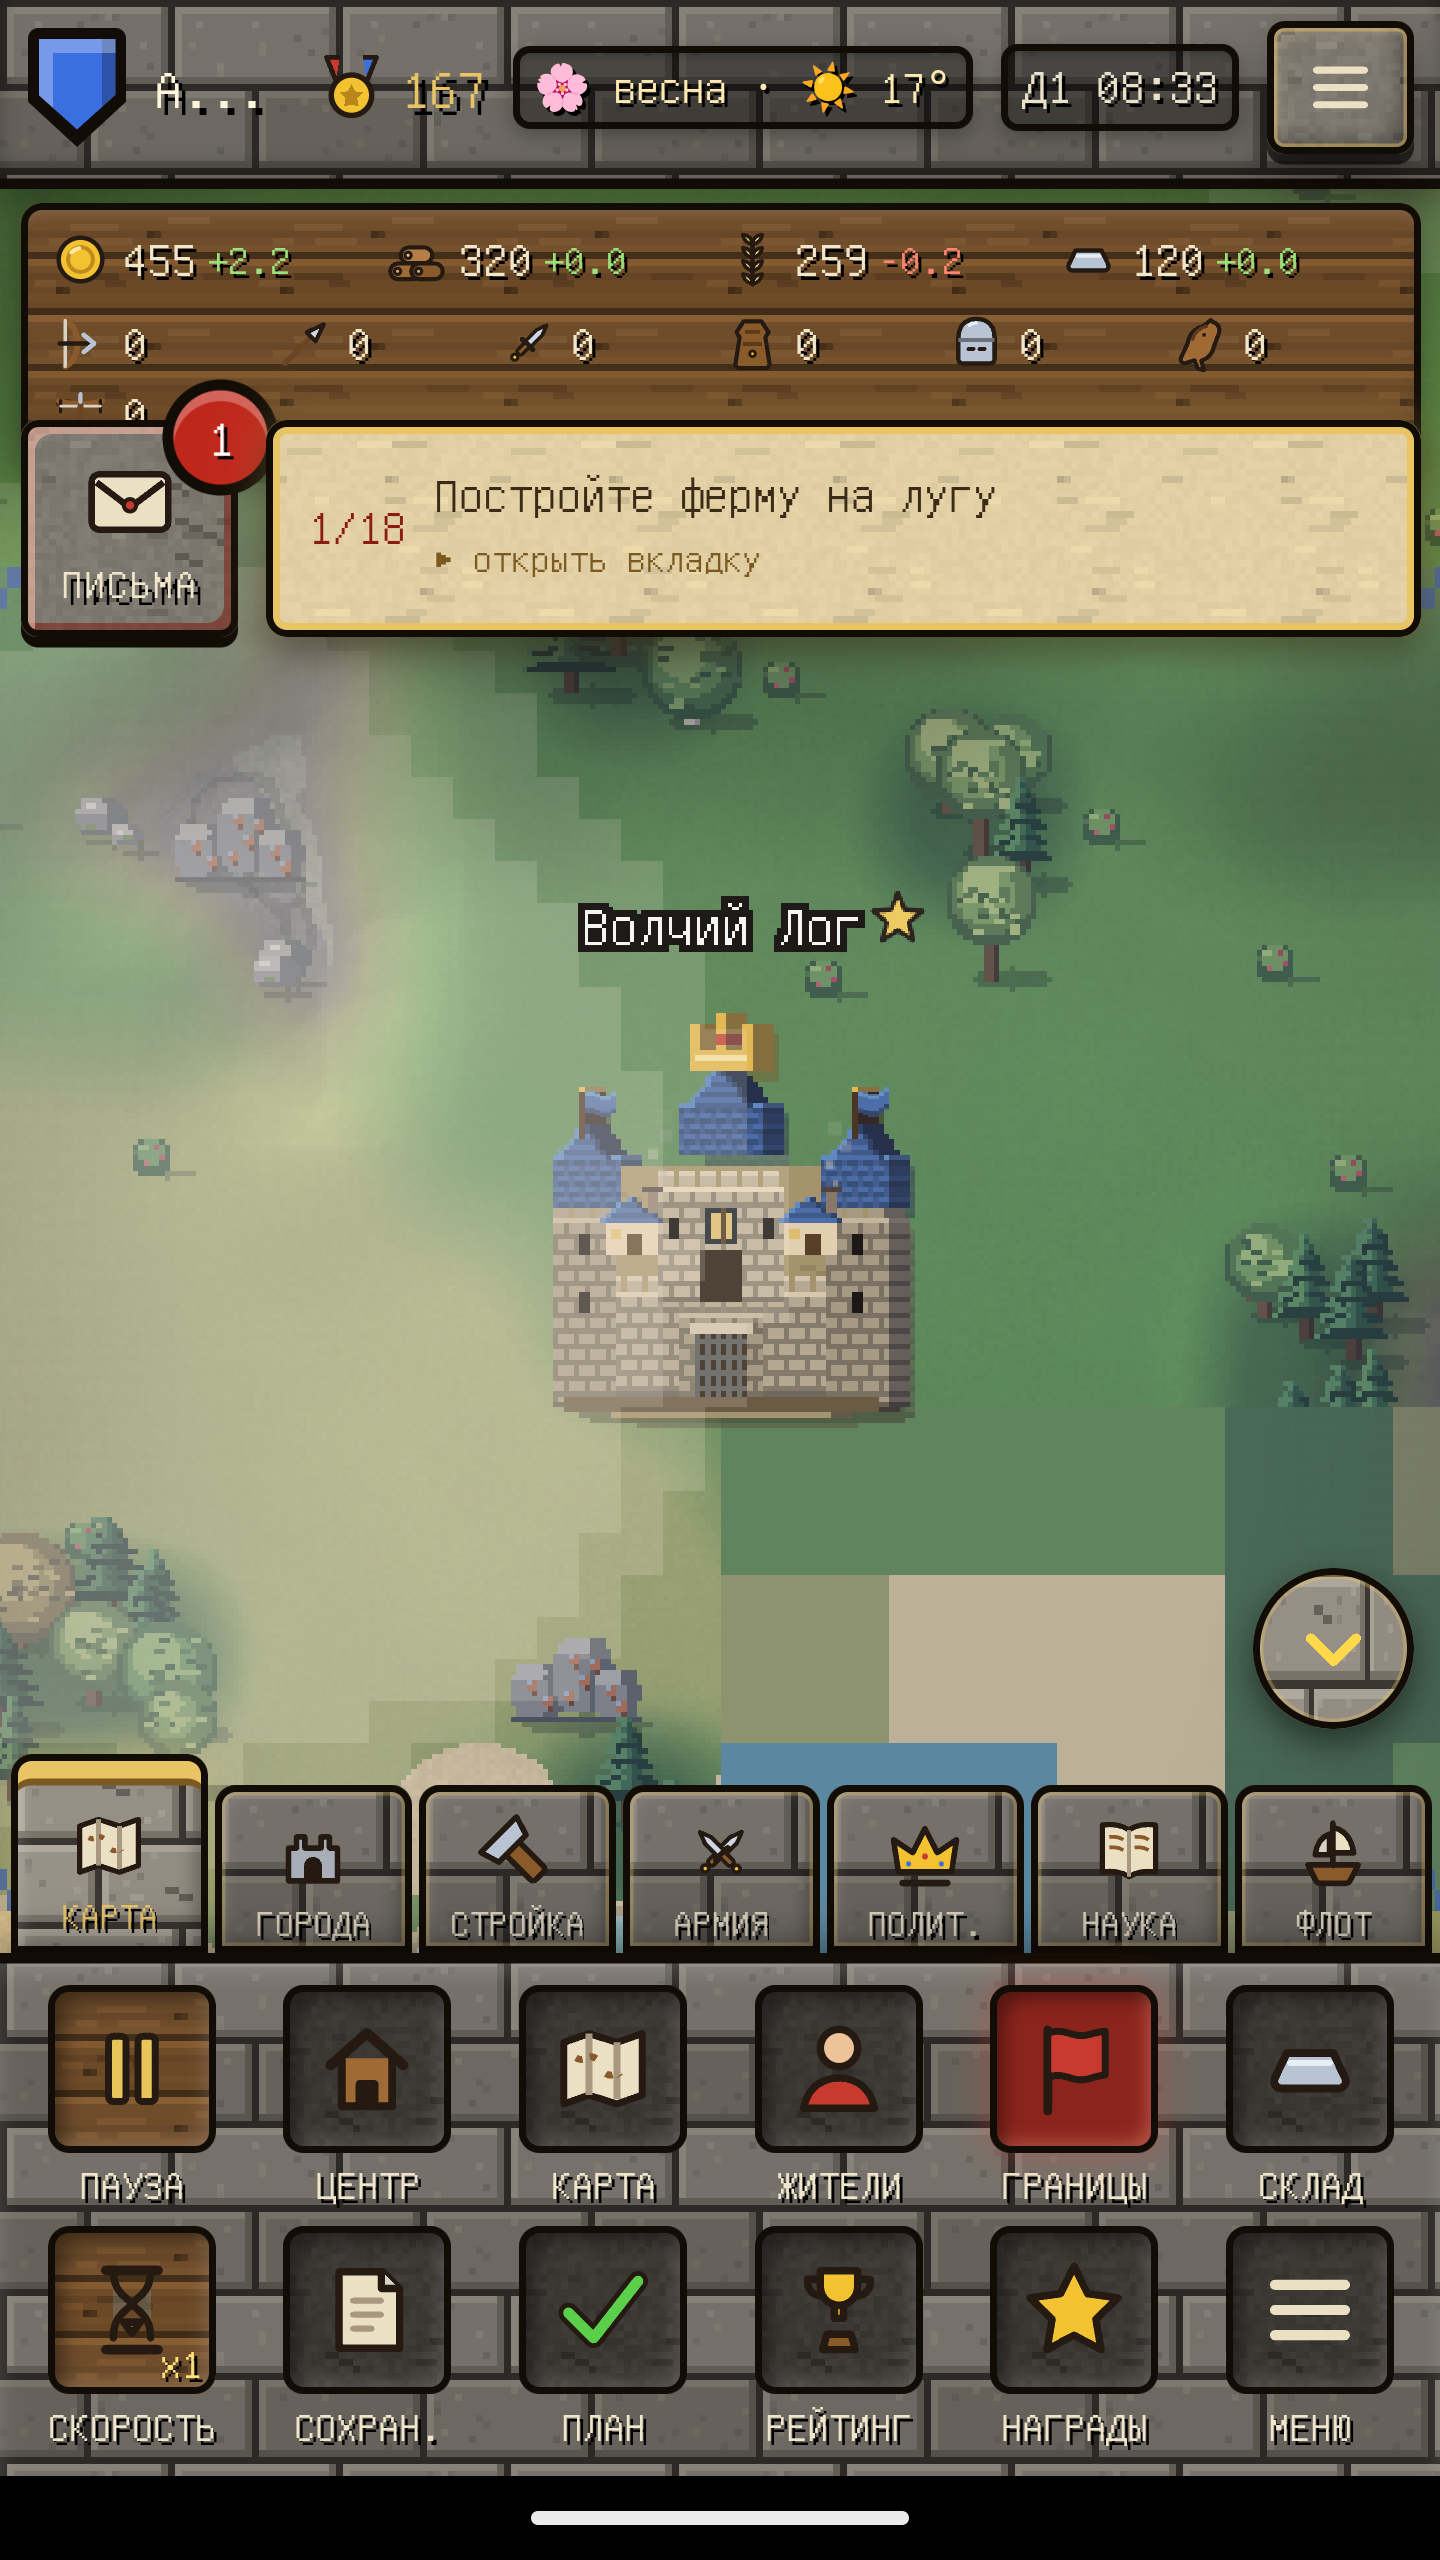 А... 167 весна · 17° Д1 08:33
455 +2.2 320 +0.0 259 -0.2 120 +0.0
0 0 0 0 0 0
0
1
ПИСЬМА
1/18 Постройте ферму на лугу
открыть вкладку
Волчий Лог
КАРТА ГОРОДА СТРОЙКА АРМИЯ ПОЛИТ. НАУКА ФЛОТ
ПАУЗА ЦЕНТР КАРТА ЖИТЕЛИ ГРАНИЦЫ СКЛАД
x1
СКОРОСТЬ СОХРАН. ПЛАН РЕЙТИНГ НАГРАДЫ МЕНЮ